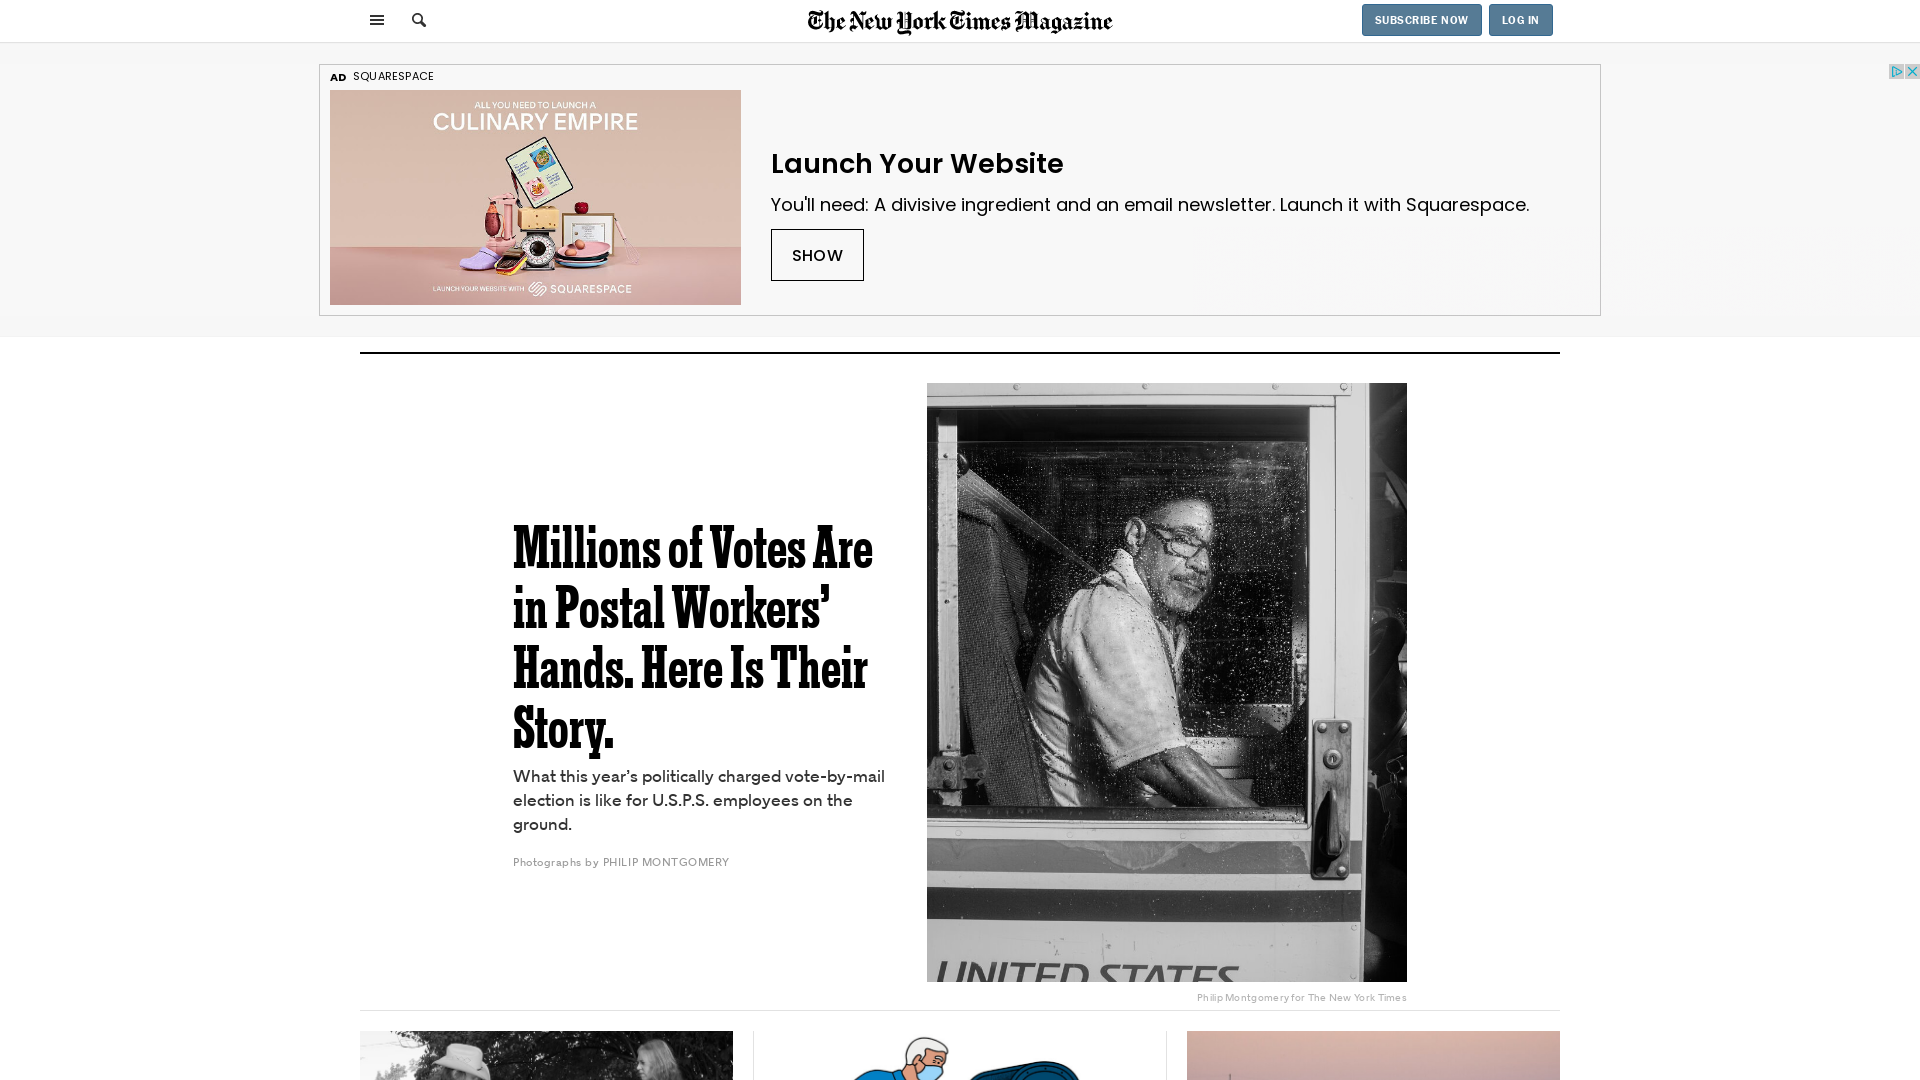 The New York Times Magazine
SUBSCRIBE NOW
LOG IN
AD SQUARESPACE
ALL YOU NEED TO LAUNCH A
CULINARY EMPIRE
LAUNCH YOUR WEBSITE WITH SQUARESPACE
Launch Your Website
You'll need: A divisive ingredient and an email newsletter. Launch it with Squarespace.
SHOW
Millions of Votes Are
in Postal Workers’
Hands. Here Is Their
Story.
What this year’s politically charged vote-by-mail
election is like for U.S.P.S. employees on the
ground.
Photographs by PHILIP MONTGOMERY
UNITED STATES
Philip Montgomery for The New York Times